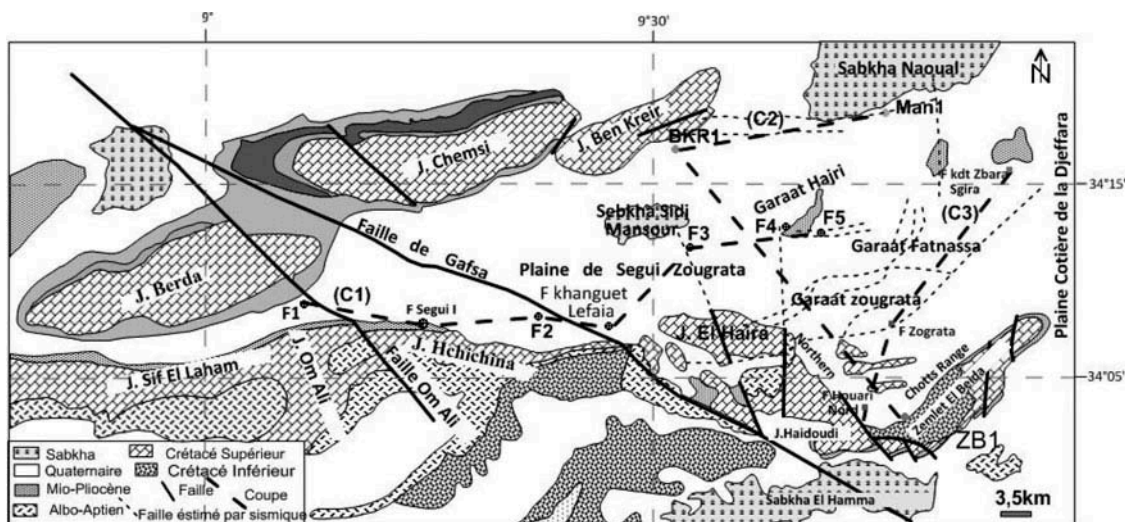 9°
9°30
Sabkha Naoual
N
Man1
(C2)
J. Ben Kreir
BKR1
J. Chemsi
F kdt Zbara
Sgira
34°15
Garaat Hajri
(C3)
Sebkha Sidi
Mansour
F3
F4
F5
Garaat Fatnassa
Faille de Gafsa
Plaine de Segui Zougrata
J. Berda
(C1)
F khanguet
Lefaia
Garaat zougrata
F1
F Segui I
F2
J. El Haira
F Zograta
Plaine Cotière de la Djeffara
J. Hchichina
Northern
Chotts Range
34°05
J. Sif El Laham
J. Om Ali
Faille Om Ali
F Houari
Nord
Zemlet El Beida
J.Haidoudi
ZB1
Sabkha El Hamma
3,5km
Sabkha
Crétacé Supérieur
Quaternaire
Crétacé Inférieur
Mio-Pliocène
Faille
Coupe
Albo-Aptien
Faille éstimé par sismique